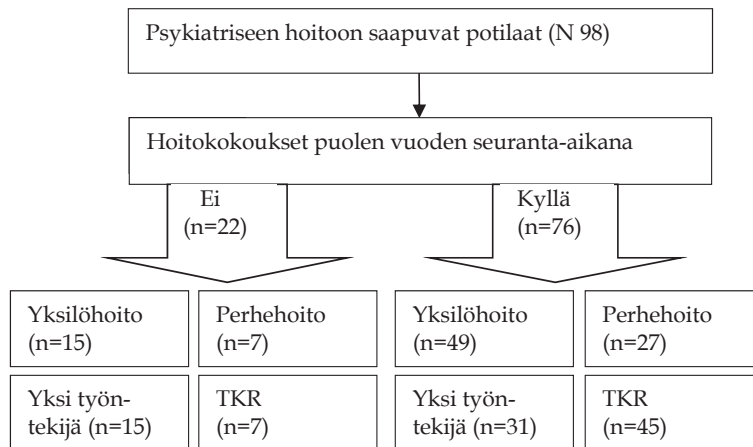 Psykiatriseen hoitoon saapuvat potilaat (N 98)
Hoitokokoukset puolen vuoden seuranta-aikana
Ei
(n=22)
Kyllä
(n=76)
Yksilöhoito
(n=15)
Perhehoito
(n=7)
Yksilöhoito
(n=49)
Perhehoito
(n=27)
Yksi työn-
tekijä (n=15)
TKR
(n=7)
Yksi työn-
tekijä (n=31)
TKR
(n=45)